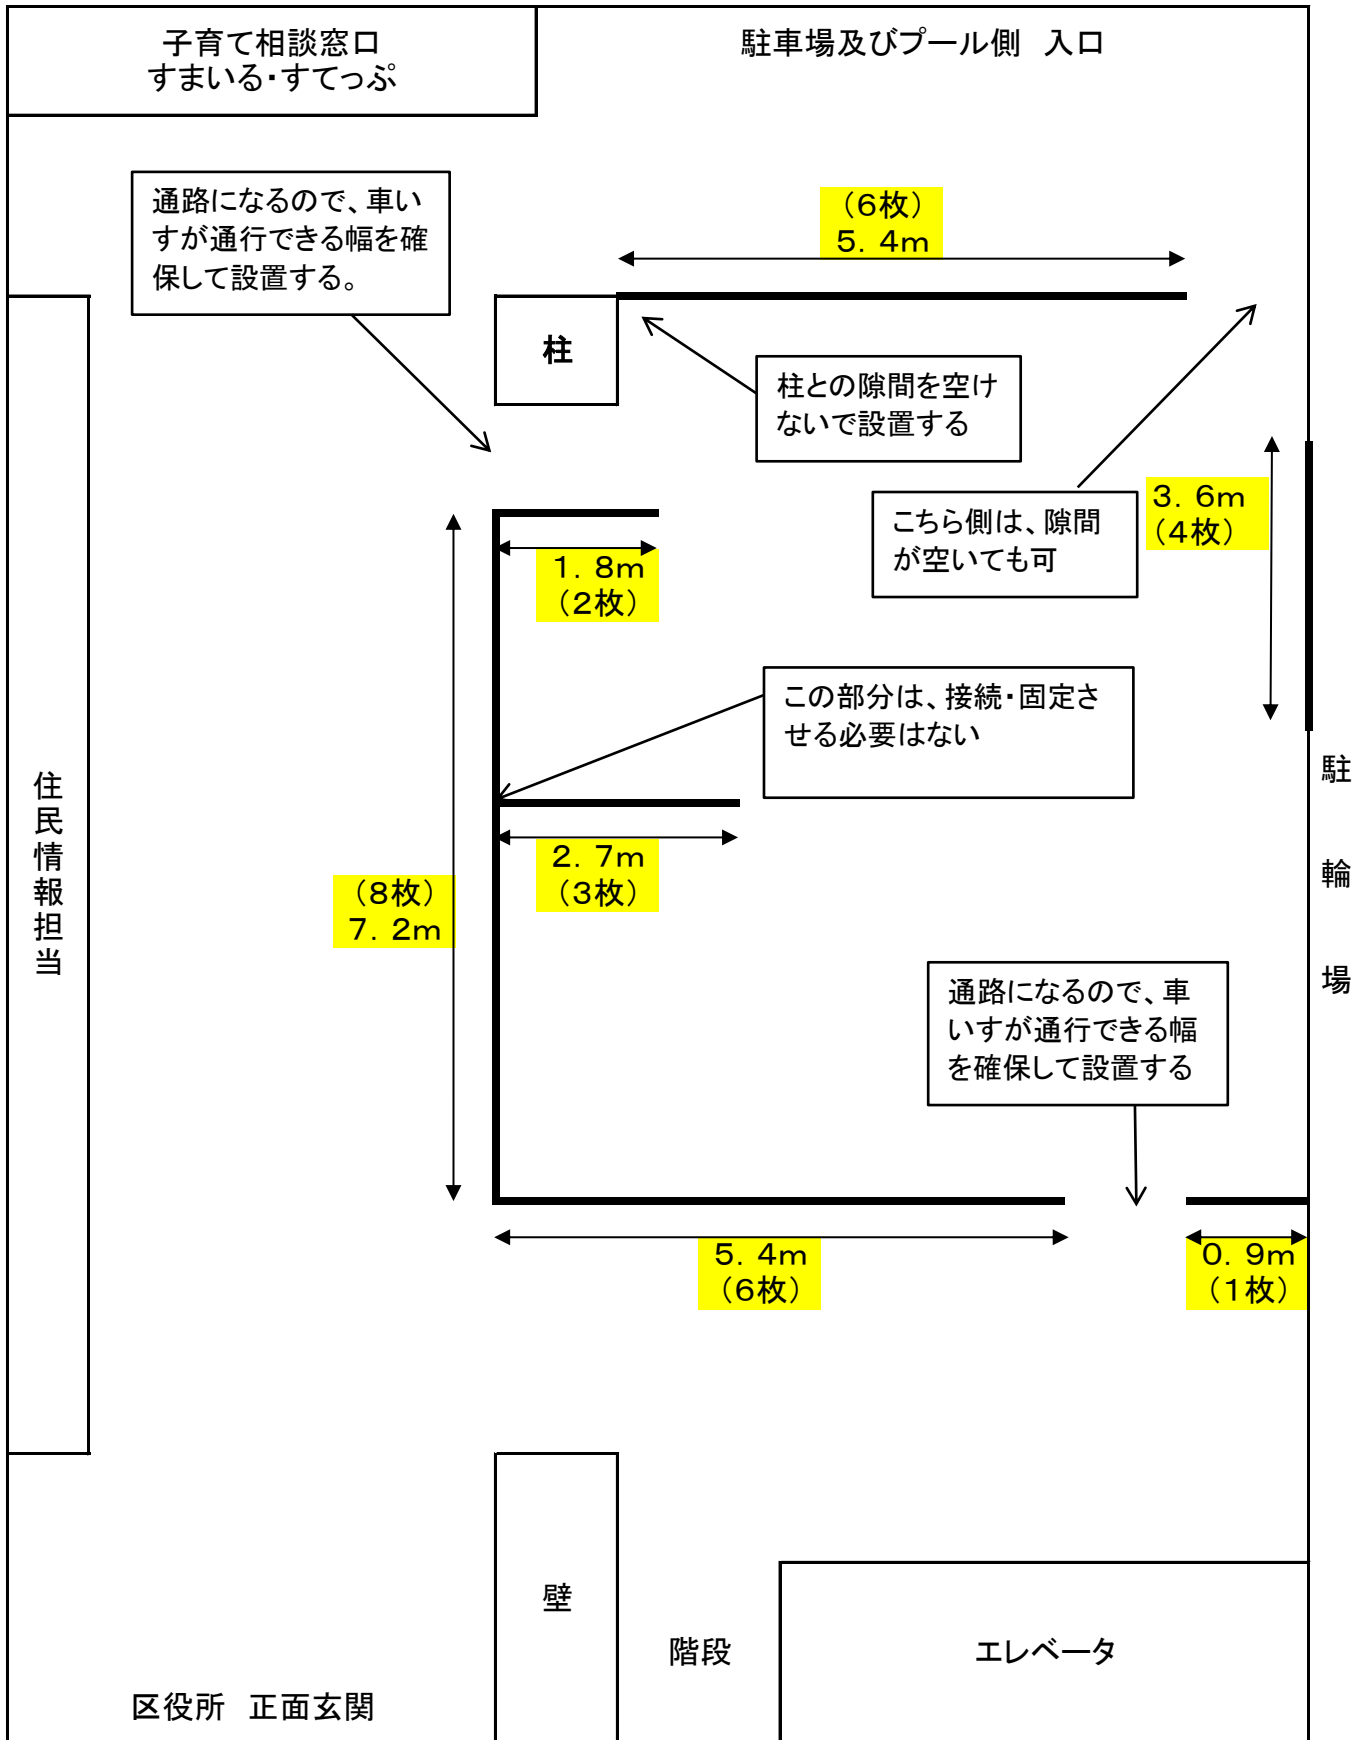 子育て相談窓口
すまいる・すてっぷ
駐車場及びプール側　入口
通路になるので、車い
すが通行できる幅を確
保して設置する。
（６枚）
５．４ｍ
柱
柱との隙間を空け
ないで設置する
こちら側は、隙間
が空いても可
３．６ｍ
（４枚）
１．８ｍ
（２枚）
この部分は、接続・固定さ
せる必要はない
住民情報担当
駐輪場
２．７ｍ
（３枚）
（８枚）
７．２ｍ
通路になるので、車
いすが通行できる幅
を確保して設置する
５．４ｍ
（６枚）
０．９ｍ
（１枚）
壁
階段
エレベータ
区役所　正面玄関